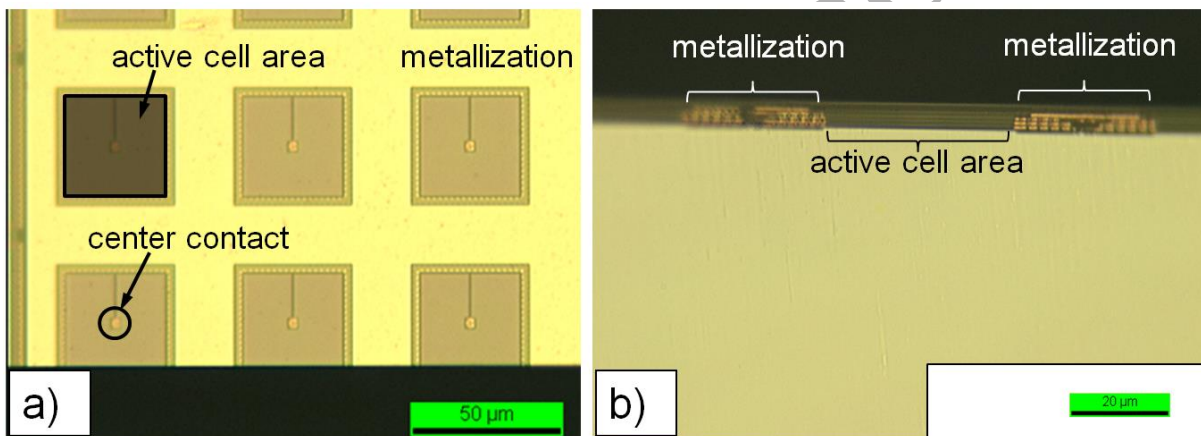 active cell area
metallization
center contact
a)
50 µm
metallization
metallization
active cell area
b)
20 µm